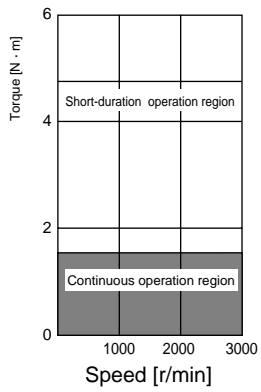 Torque [N · m]
6
Short-duration operation region
4
2
Continuous operation region
0
1000 2000 3000
Speed [r/min]